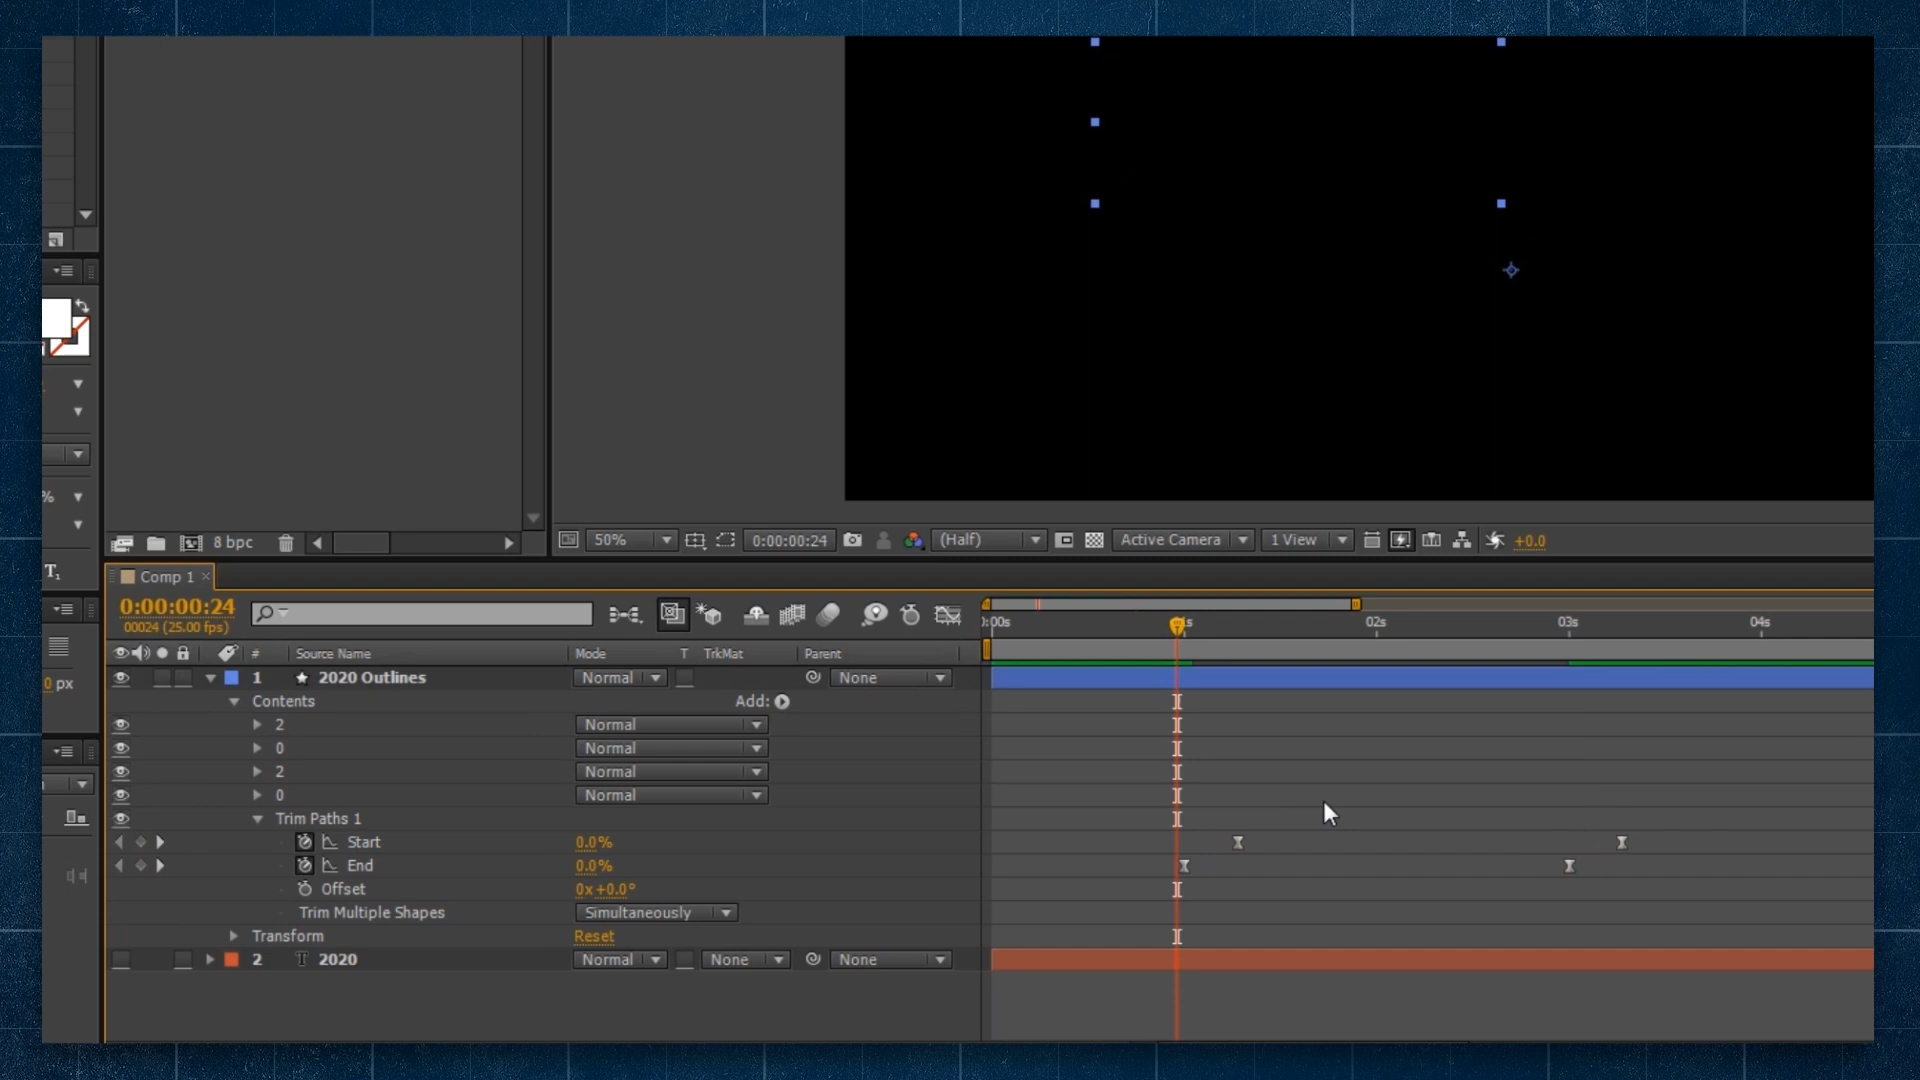 %
8 bpc
50%
0:00:00:24
(Half)
Active Camera
1 View
+0.0
T,
Comp 1
0:00:00:24
00024 (25.00 fps)
:00s
02s
03s
04s
#
Source Name
Mode
T
TrkMat
Parent
0 px
1
2020 Outlines
Normal
None
Contents
Add:
2
Normal
0
Normal
2
Normal
0
Normal
Trim Paths 1
Start
0.0%
End
0.0%
Offset
0x+0.0°
Trim Multiple Shapes
Simultaneously
Transform
Reset
2
T
2020
Normal
None
None